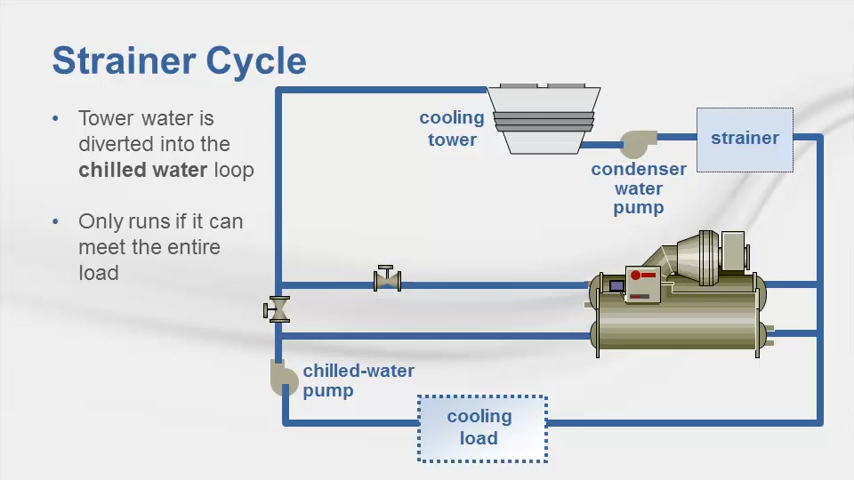 Strainer Cycle
• Tower water is
diverted into the
chilled water loop
• Only runs if it can
meet the entire
load
cooling
tower
strainer
condenser
water
pump
chilled-water
pump
cooling
load